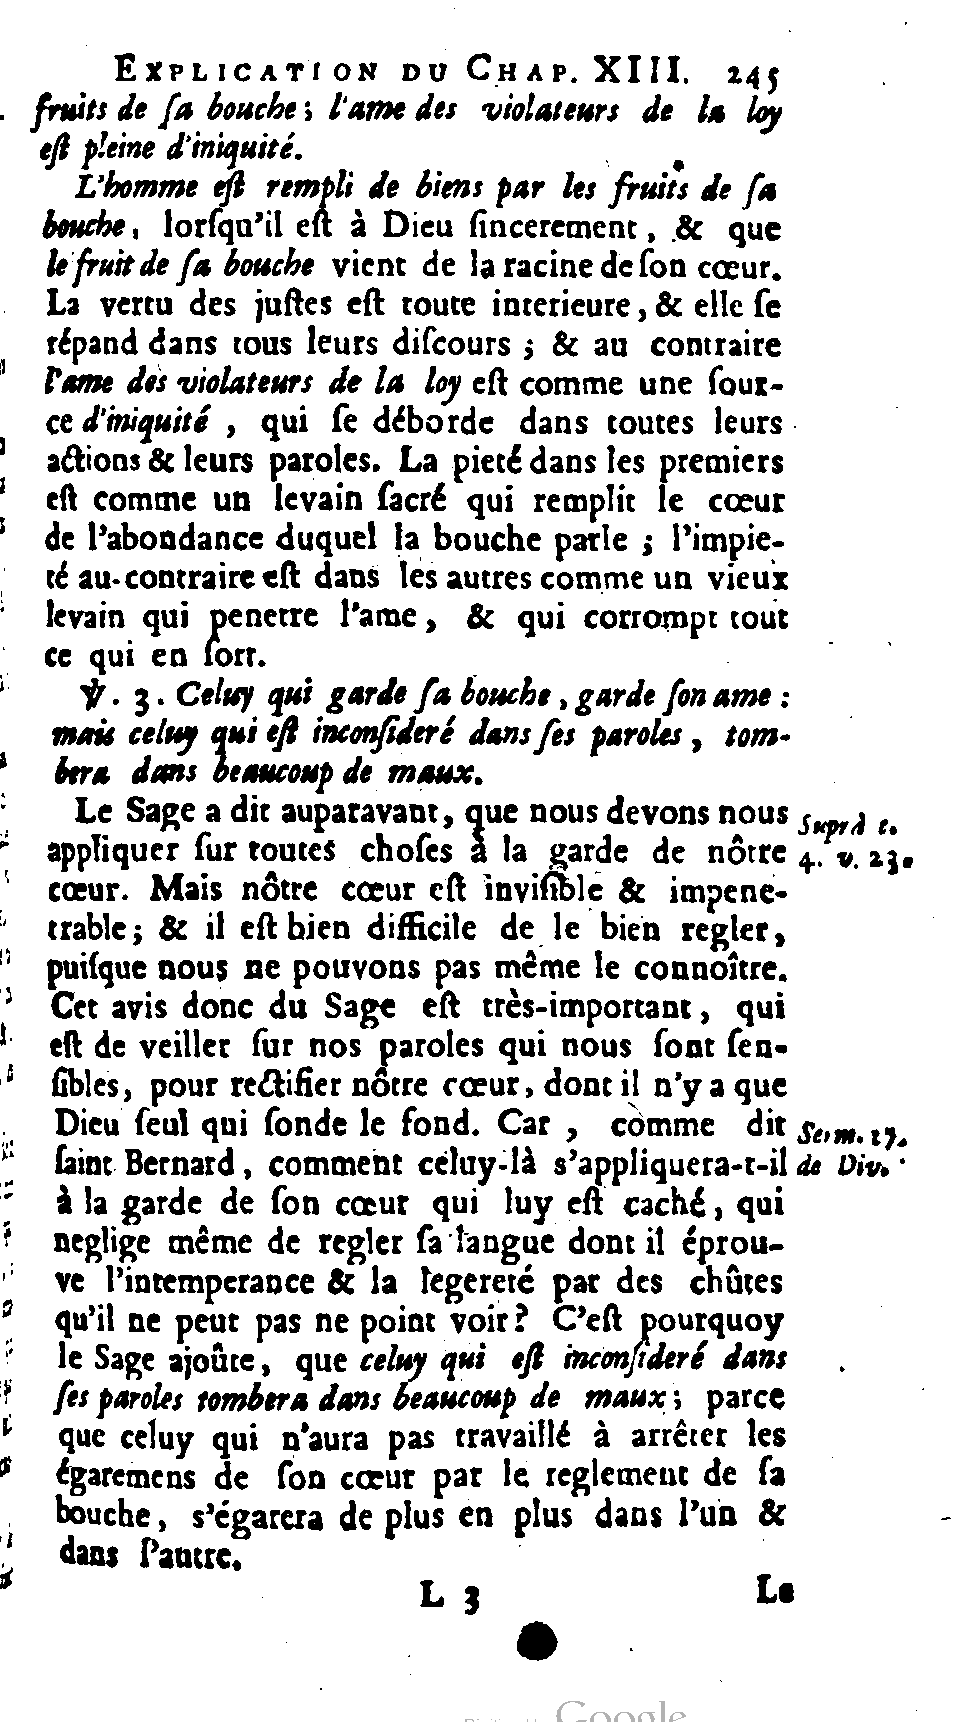 EXPLICATION DU CHAP. XIII. 245
fruits de ſa bouche; l'ame des violateurs de la loy
eſt pleine d'iniquité.
L'homme eſt rempli de biens par les fruits de ſa
bouche, lorſqu'il eſt à Dieu ſincerement, & que
le fruit de ſa bouche vient de la racine de ſon cœur.
La vertu des juſtes eſt toute interieure, & elle ſe
répand dans tous leurs diſcours; & au contraire
l'ame des violateurs de la loy eſt comme une ſour-
ce d'iniquité, qui ſe déborde dans toutes leurs
actions & leurs paroles. La pieté dans les premiers
eſt comme un levain ſacré qui remplit le cœur
de l'abondance duquel la bouche parle; l'impie-
té au-contraire eſt dans les autres comme un vieux
levain qui penetre l'ame, & qui corrompt tout
ce qui en ſort.
℣. 3. Celuy qui garde ſa bouche, garde ſon ame:
mais celuy qui eſt inconſideré dans ſes paroles, tom-
bera dans beaucoup de maux.
Le Sage a dit auparavant, que nous devons nous
appliquer ſur toutes choſes à la garde de nôtre
cœur. Mais nôtre cœur eſt inviſible & impene-
trable; & il eſt bien difficile de le bien regler,
puiſque nous ne pouvons pas même le connoître.
Cet avis donc du Sage eſt très-important, qui
eſt de veiller ſur nos paroles qui nous ſont ſen-
ſibles, pour rectifier nôtre cœur, dont il n'y a que
Dieu ſeul qui ſonde le fond. Car, comme dit
ſaint Bernard, comment celuy-là s'appliquera-t-il
à la garde de ſon cœur qui luy eſt caché, qui
neglige même de regler ſa langue dont il éprou-
ve l'intemperance & la legereté par des chûtes
qu'il ne peut pas ne point voir? C'eſt pourquoy
le Sage ajoûte, que celuy qui eſt inconſideré dans
ſes paroles tombera dans beaucoup de maux; parce
que celuy qui n'aura pas travaillé à arrêter les
égaremens de ſon cœur par le reglement de ſa
bouche, s'égarera de plus en plus dans l'un &
dans l'autre.
Suprà c.
4. v. 23.
Serm. 17.
de Div.
L 3 Le
Google